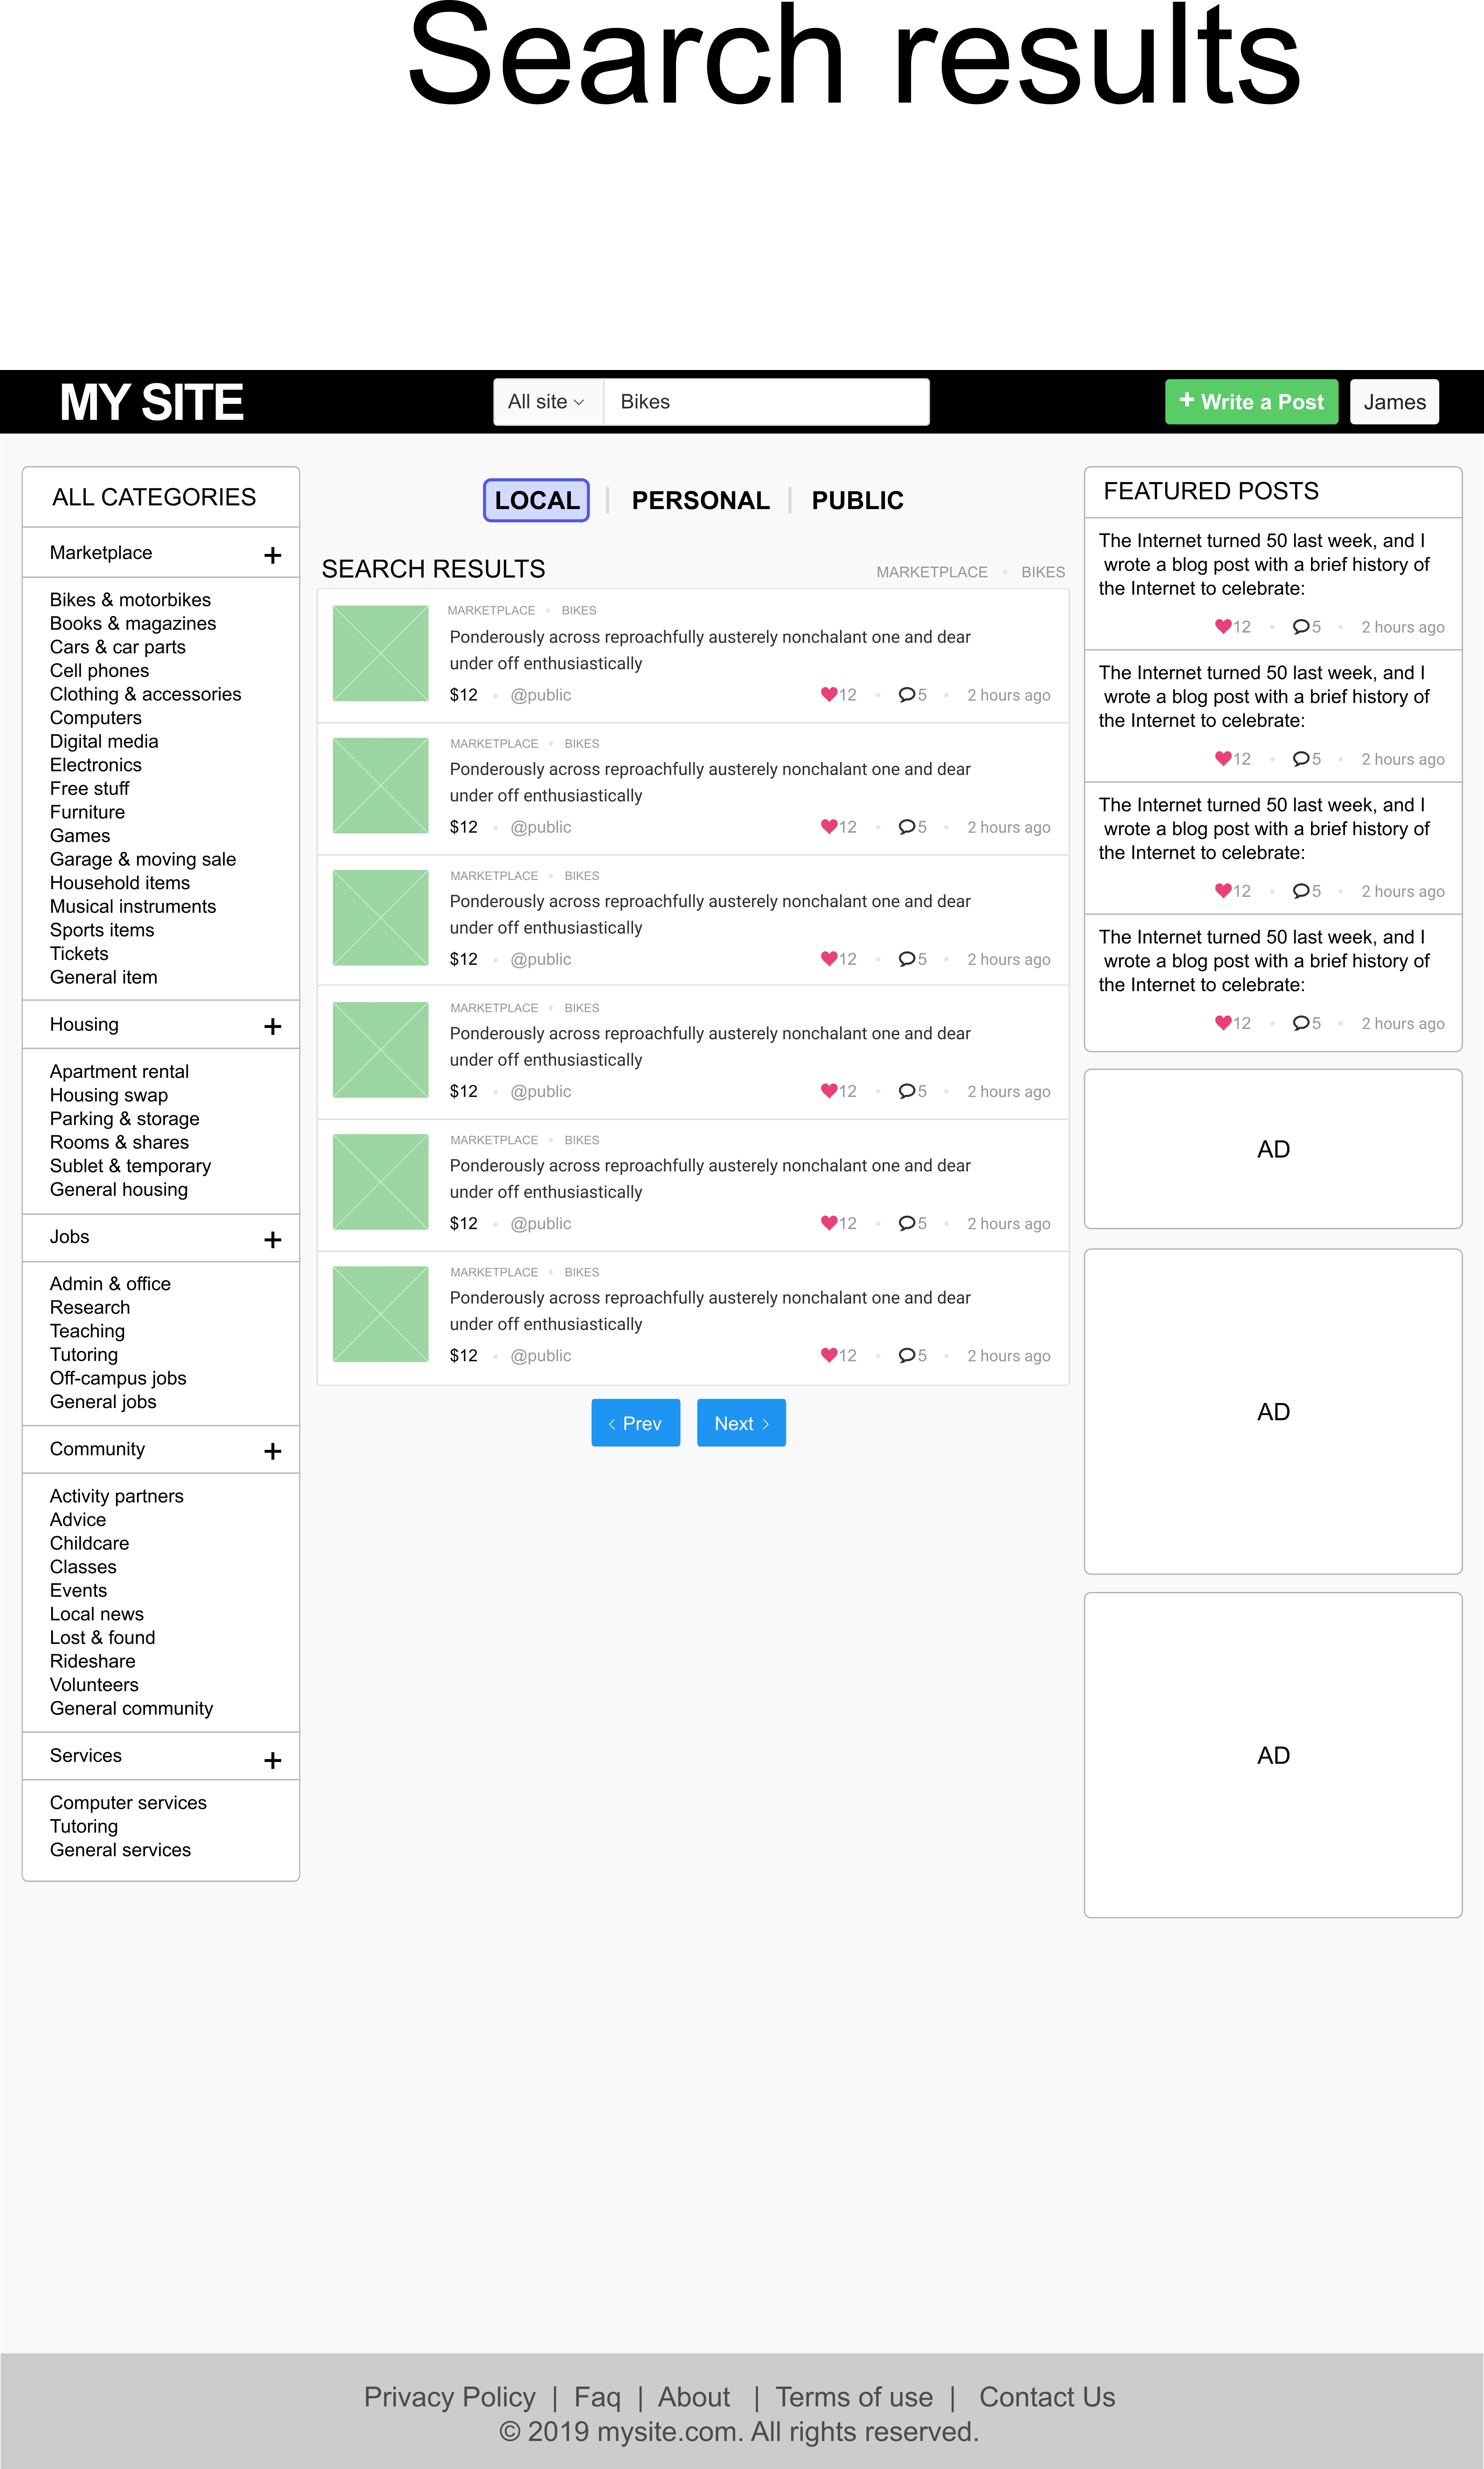 Search results
MY SITE
All site
Bikes
+ Write a Post
James
ALL CATEGORIES
Marketplace +
Bikes & motorbikes
Books & magazines
Cars & car parts
Cell phones
Clothing & accessories
Computers
Digital media
Electronics
Free stuff
Furniture
Games
Garage & moving sale
Household items
Musical instruments
Sports items
Tickets
General item
Housing +
Apartment rental
Housing swap
Parking & storage
Rooms & shares
Sublet & temporary
General housing
Jobs +
Admin & office
Research
Teaching
Tutoring
Off-campus jobs
General jobs
Community +
Activity partners
Advice
Childcare
Classes
Events
Local news
Lost & found
Rideshare
Volunteers
General community
Services +
Computer services
Tutoring
General services
LOCAL | PERSONAL | PUBLIC
SEARCH RESULTS
MARKETPLACE • BIKES
MARKETPLACE • BIKES
Ponderously across reproachfully austerely nonchalant one and dear
under off enthusiastically
$12 • @public 12 • 5 • 2 hours ago
MARKETPLACE • BIKES
Ponderously across reproachfully austerely nonchalant one and dear
under off enthusiastically
$12 • @public 12 • 5 • 2 hours ago
MARKETPLACE • BIKES
Ponderously across reproachfully austerely nonchalant one and dear
under off enthusiastically
$12 • @public 12 • 5 • 2 hours ago
MARKETPLACE • BIKES
Ponderously across reproachfully austerely nonchalant one and dear
under off enthusiastically
$12 • @public 12 • 5 • 2 hours ago
MARKETPLACE • BIKES
Ponderously across reproachfully austerely nonchalant one and dear
under off enthusiastically
$12 • @public 12 • 5 • 2 hours ago
MARKETPLACE • BIKES
Ponderously across reproachfully austerely nonchalant one and dear
under off enthusiastically
$12 • @public 12 • 5 • 2 hours ago
‹ Prev
Next ›
FEATURED POSTS
The Internet turned 50 last week, and I
wrote a blog post with a brief history of
the Internet to celebrate:
12 • 5 • 2 hours ago
The Internet turned 50 last week, and I
wrote a blog post with a brief history of
the Internet to celebrate:
12 • 5 • 2 hours ago
The Internet turned 50 last week, and I
wrote a blog post with a brief history of
the Internet to celebrate:
12 • 5 • 2 hours ago
The Internet turned 50 last week, and I
wrote a blog post with a brief history of
the Internet to celebrate:
12 • 5 • 2 hours ago
AD
AD
AD
Privacy Policy | Faq | About | Terms of use | Contact Us
© 2019 mysite.com. All rights reserved.